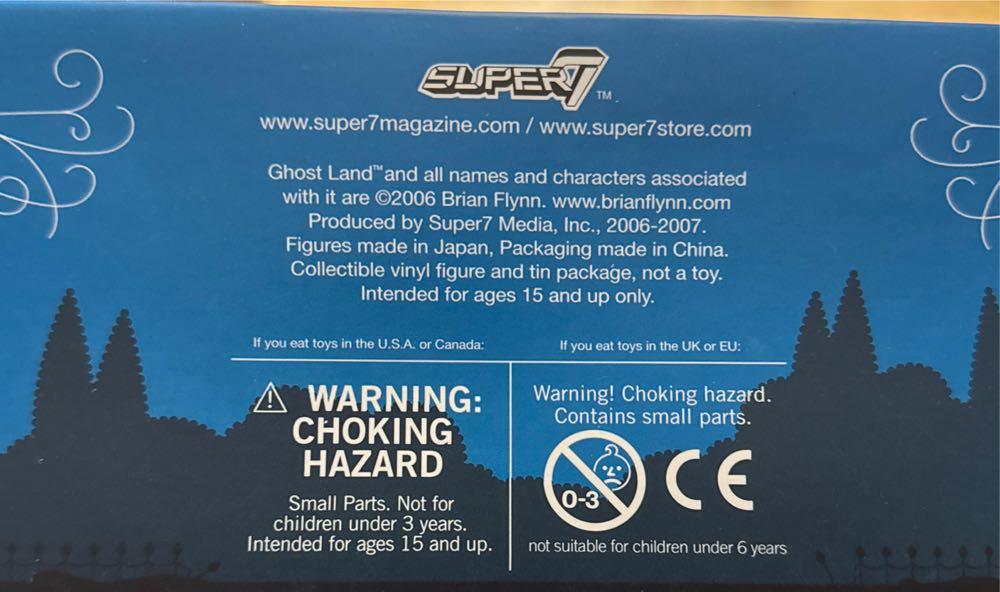 SUPER7™
www.super7magazine.com / www.super7store.com
Ghost Land™and all names and characters associated
with it are ©2006 Brian Flynn. www.brianflynn.com
Produced by Super7 Media, Inc., 2006-2007.
Figures made in Japan, Packaging made in China.
Collectible vinyl figure and tin package, not a toy.
Intended for ages 15 and up only.
If you eat toys in the U.S.A. or Canada:
WARNING:
CHOKING
HAZARD
Small Parts. Not for
children under 3 years.
Intended for ages 15 and up.
If you eat toys in the UK or EU:
Warning! Choking hazard.
Contains small parts.
0-3
CE
not suitable for children under 6 years